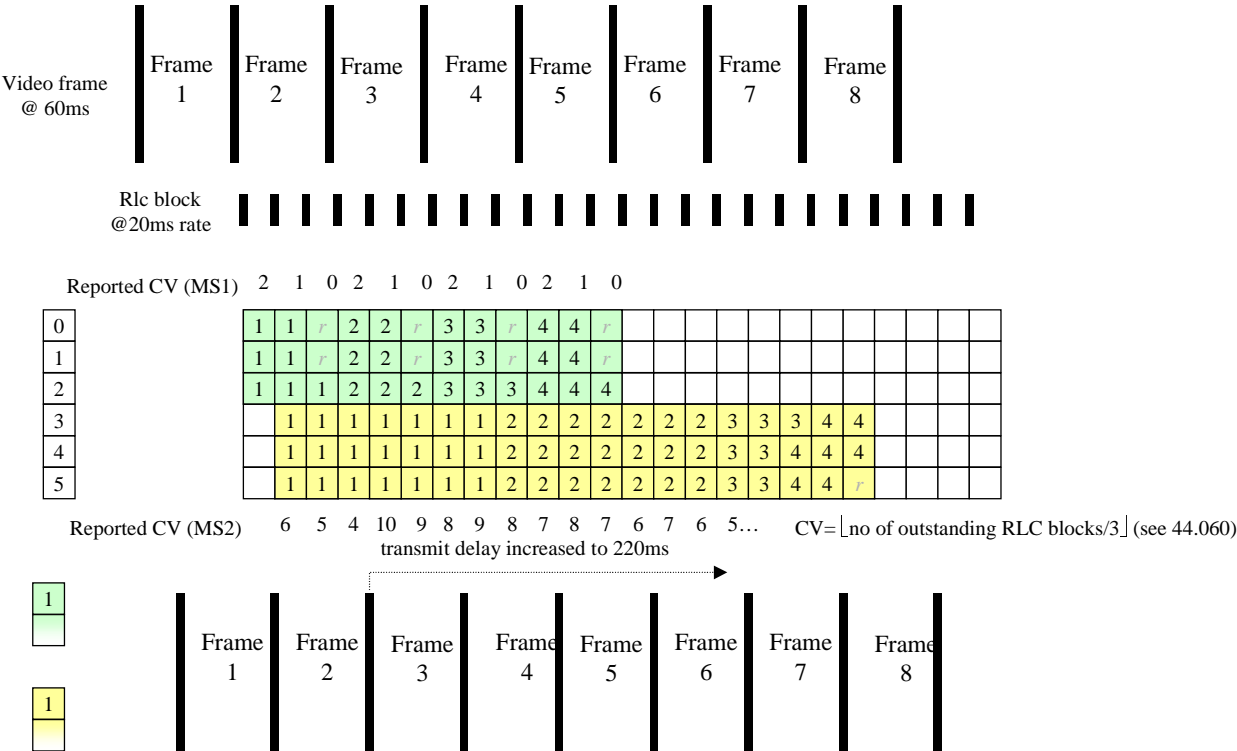 Frame 1
Frame 2
Frame 3
Frame 4
Frame 5
Frame 6
Frame 7
Frame 8
Video frame
@ 60ms
Rlc block
@20ms rate
Reported CV (MS1) 2 1 0 2 1 0 2 1 0 2 1 0
0 1 1 r 2 2 r 3 3 r 4 4 r
1 1 1 r 2 2 r 3 3 r 4 4 r
2 1 1 1 2 2 2 3 3 3 4 4 4
3 1 1 1 1 1 1 1 2 2 2 2 2 2 2 3 3 3 4 4
4 1 1 1 1 1 1 1 2 2 2 2 2 2 2 3 3 4 4 4
5 1 1 1 1 1 1 1 2 2 2 2 2 2 2 3 3 4 4 r
Reported CV (MS2) 6 5 4 10 9 8 9 8 7 8 7 6 7 6 5… CV= ⌊no of outstanding RLC blocks/3⌋ (see 44.060)
transmit delay increased to 220ms
1
Frame 1
Frame 2
Frame 3
Frame 4
Frame 5
Frame 6
Frame 7
Frame 8
1